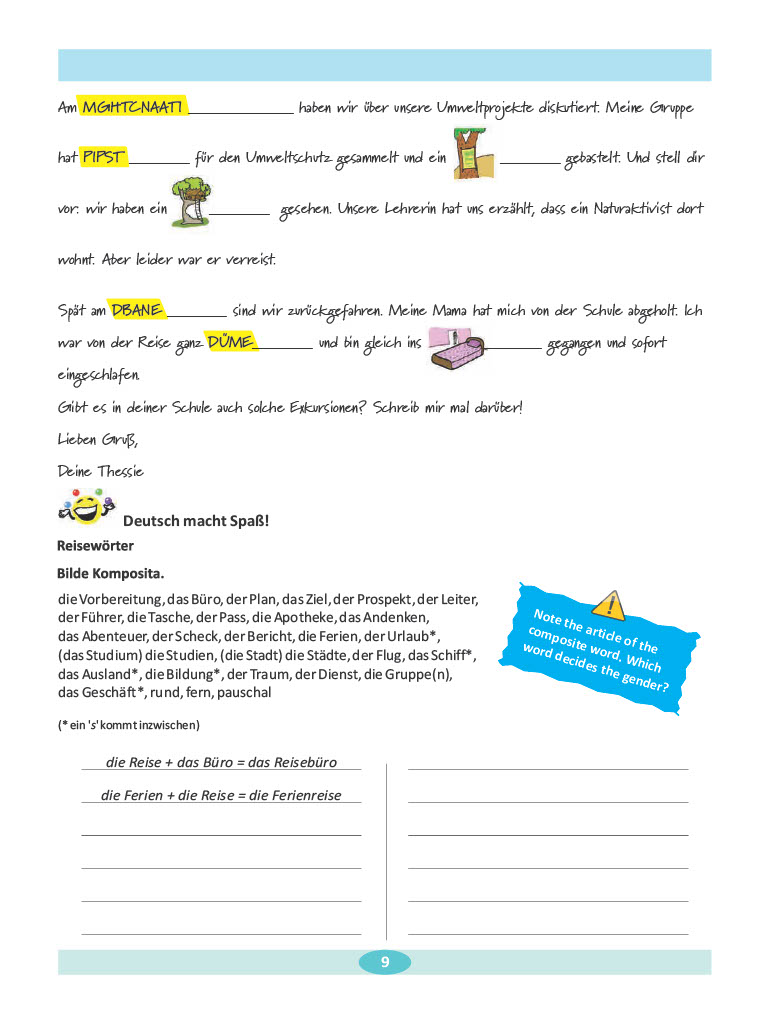 Am MGHTCNAATI ______________ haben wir über unsere Umweltprojekte diskutiert. Meine Gruppe
hat PIPST ________ für den Umweltschutz gesammelt und ein ________ gebastelt. Und stell dir
vor: wir haben ein ________ gesehen. Unsere Lehrerin hat uns erzählt, dass ein Naturaktivist dort
wohnt. Aber leider war er verreist.
Spät am DBANE ________ sind wir zurückgefahren. Meine Mama hat mich von der Schule abgeholt. Ich
war von der Reise ganz DÜME ________ und bin gleich ins ________ gegangen und sofort
eingeschlafen.
Gibt es in deiner Schule auch solche Exkursionen? Schreib mir mal darüber!
Lieben Gruß,
Deine Thessie
Deutsch macht Spaß!
Reisewörter
Bilde Komposita.
die Vorbereitung, das Büro, der Plan, das Ziel, der Prospekt, der Leiter,
der Führer, die Tasche, der Pass, die Apotheke, das Andenken,
das Abenteuer, der Scheck, der Bericht, die Ferien, der Urlaub*,
(das Studium) die Studien, (die Stadt) die Städte, der Flug, das Schiff*,
das Ausland*, die Bildung*, der Traum, der Dienst, die Gruppe(n),
das Geschäft*, rund, fern, pauschal
(* ein 's' kommt inzwischen)
Note the article of the
composite word. Which
word decides the gender?
die Reise + das Büro = das Reisebüro
die Ferien + die Reise = die Ferienreise
9